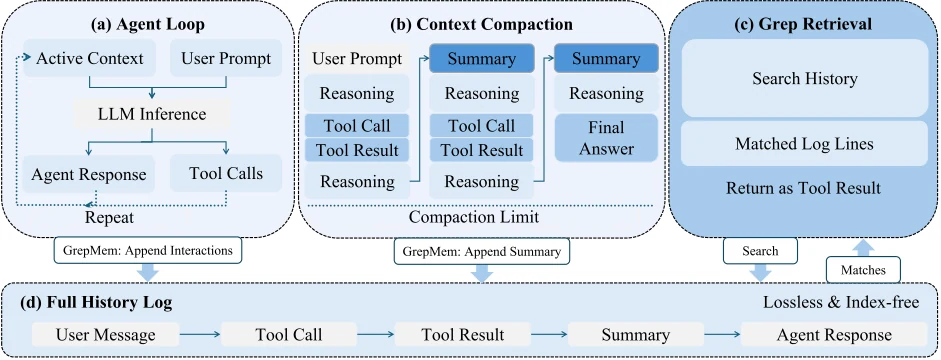 (a) Agent Loop
Active Context
User Prompt
LLM Inference
Agent Response
Tool Calls
Repeat
(b) Context Compaction
User Prompt
Reasoning
Tool Call
Tool Result
Reasoning
Summary
Reasoning
Tool Call
Tool Result
Reasoning
Summary
Reasoning
Final
Answer
Compaction Limit
(c) Grep Retrieval
Search History
Matched Log Lines
Return as Tool Result
GrepMem: Append Interactions
GrepMem: Append Summary
Search
Matches
(d) Full History Log
Lossless & Index-free
User Message
Tool Call
Tool Result
Summary
Agent Response